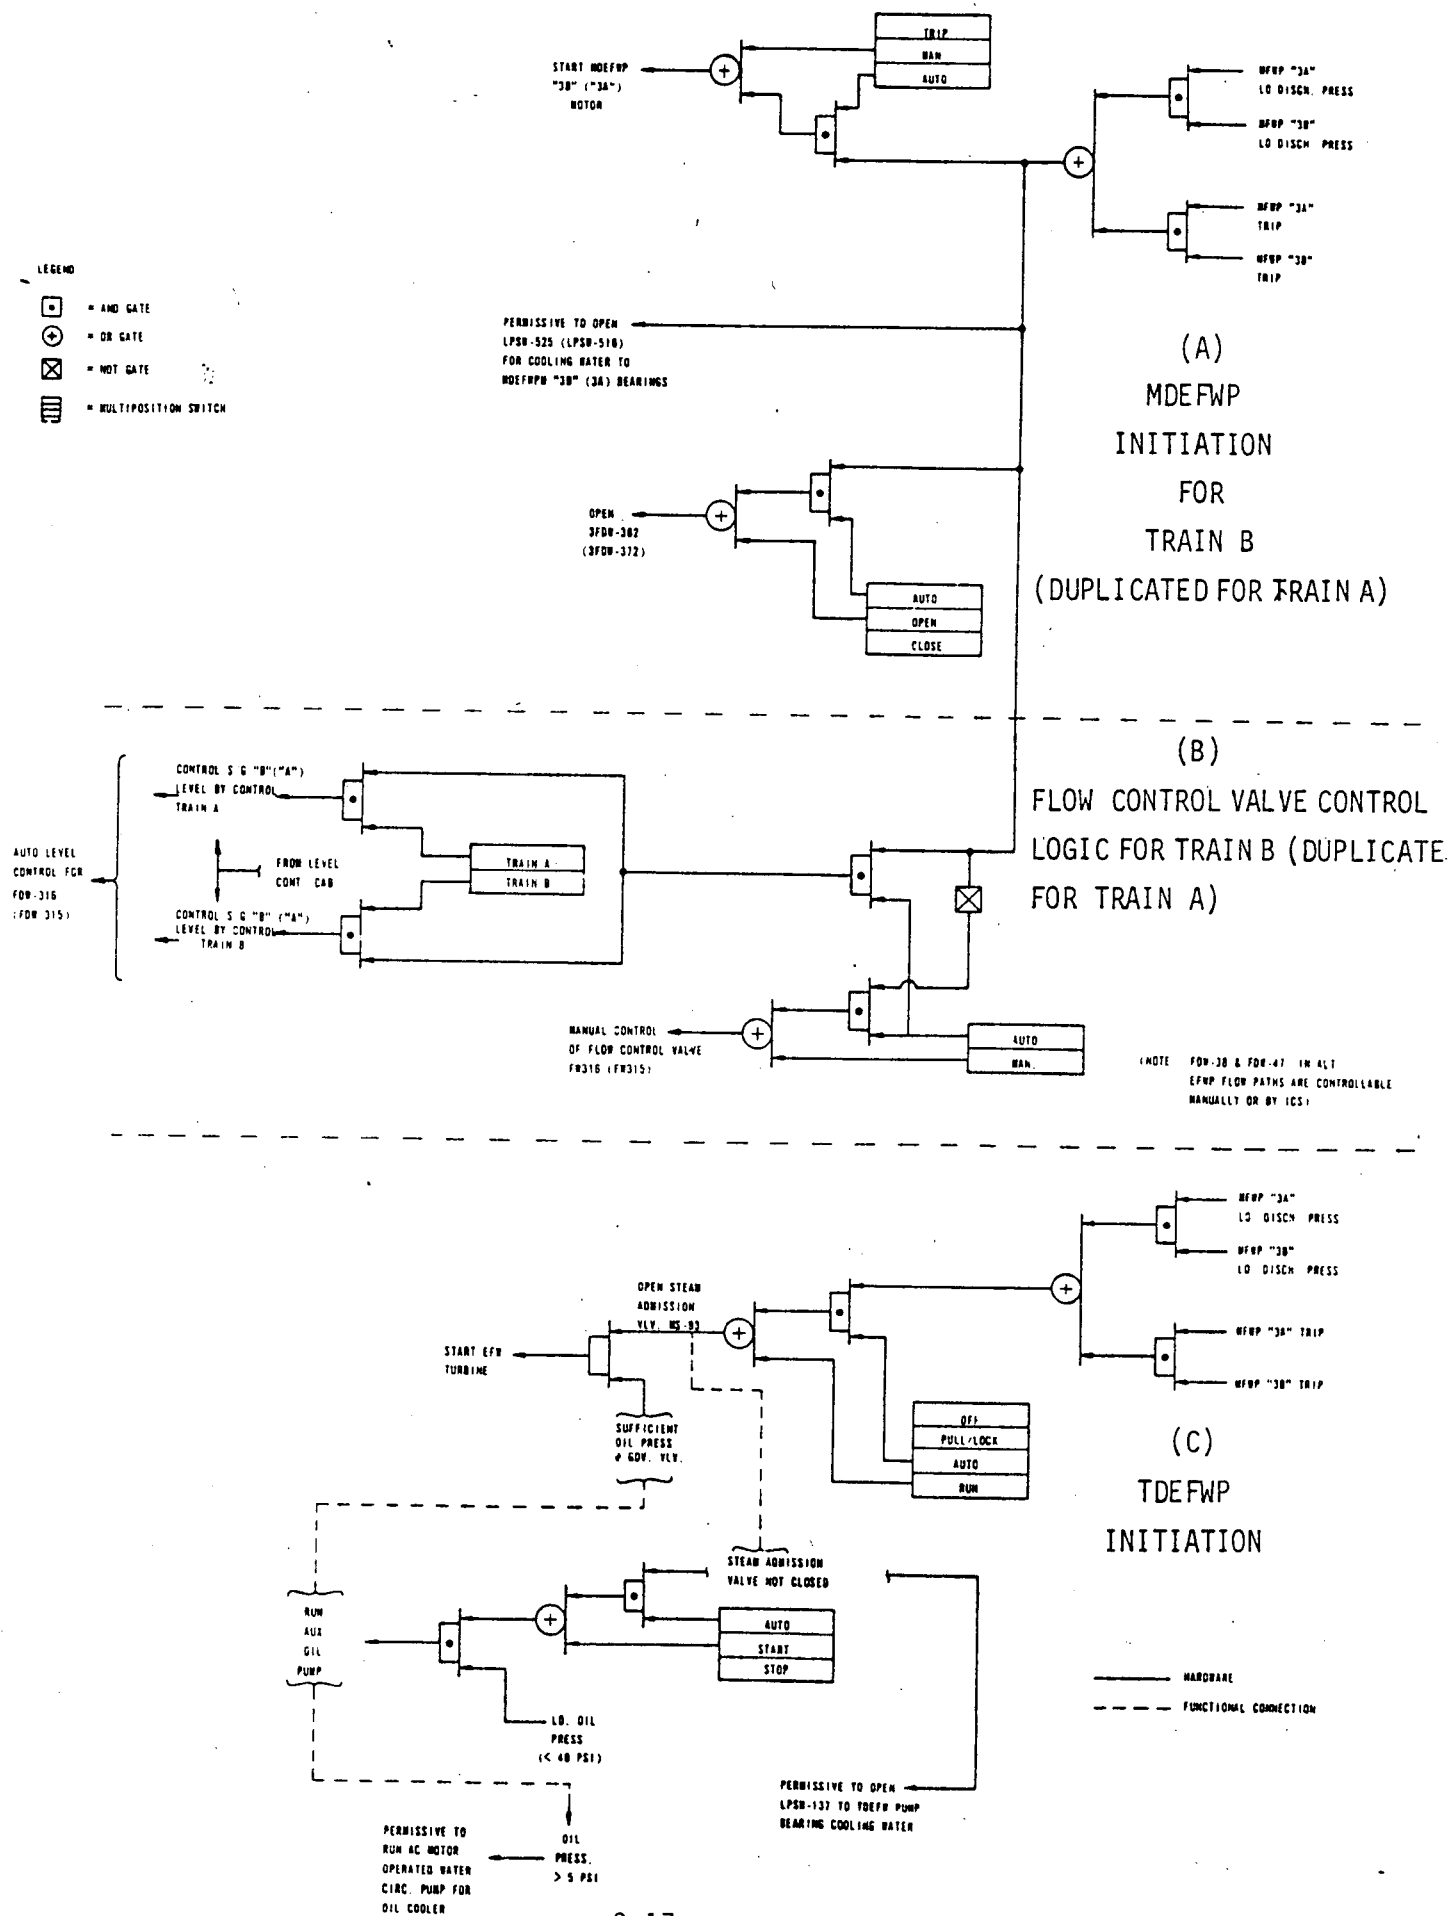 TRIP
MAN
AUTO
START MDEFWP
"3B" ("3A")
MOTOR
MFWP "3A"
LO DISCH. PRESS
MFWP "3B"
LO DISCH. PRESS
MFWP "3A"
TRIP
MFWP "3B"
TRIP
LEGEND
= AND GATE
= OR GATE
= NOT GATE
= MULTIPOSITION SWITCH
PERMISSIVE TO OPEN
LPSW-525 (LPSW-516)
FOR COOLING WATER TO
MDEFWPM "3B" (3A) BEARINGS
(A)
MDEFWP
INITIATION
FOR
TRAIN B
(DUPLICATED FOR TRAIN A)
OPEN
3FDW-382
(3FDW-372)
AUTO
OPEN
CLOSE
(B)
FLOW CONTROL VALVE CONTROL
LOGIC FOR TRAIN B (DUPLICATE
FOR TRAIN A)
CONTROL S G "B" ("A")
LEVEL BY CONTROL
TRAIN A
AUTO LEVEL
CONTROL FOR
FDW-316
(FDW 315)
FROM LEVEL
CONT. CAB
TRAIN A
TRAIN B
CONTROL S G "B" ("A")
LEVEL BY CONTROL
TRAIN B
MANUAL CONTROL
OF FLOW CONTROL VALVE
FW316 (FW315)
AUTO
MAN.
(NOTE FDW-38 & FDW-47 IN ALT
EFWP FLOW PATHS ARE CONTROLLABLE
MANUALLY OR BY ICS)
MFWP "3A"
LO DISCH PRESS
MFWP "3B"
LO DISCH PRESS
MFWP "3A" TRIP
MFWP "3B" TRIP
OPEN STEAM
ADMISSION
VLV. MS-93
START EFW
TURBINE
SUFFICIENT
OIL PRESS
@ GOV. VLV.
OFF
PULL/LOCK
AUTO
RUN
(C)
TDEFWP
INITIATION
STEAM ADMISSION
VALVE NOT CLOSED
AUTO
START
STOP
RUN
AUX
OIL
PUMP
LO. OIL
PRESS
(< 40 PSI)
HARDWARE
FUNCTIONAL CONNECTION
PERMISSIVE TO OPEN
LPSW-137 TO TDEFW PUMP
BEARING COOLING WATER
OIL
PRESS.
> 5 PSI
PERMISSIVE TO
RUN AC MOTOR
OPERATED WATER
CIRC. PUMP FOR
OIL COOLER